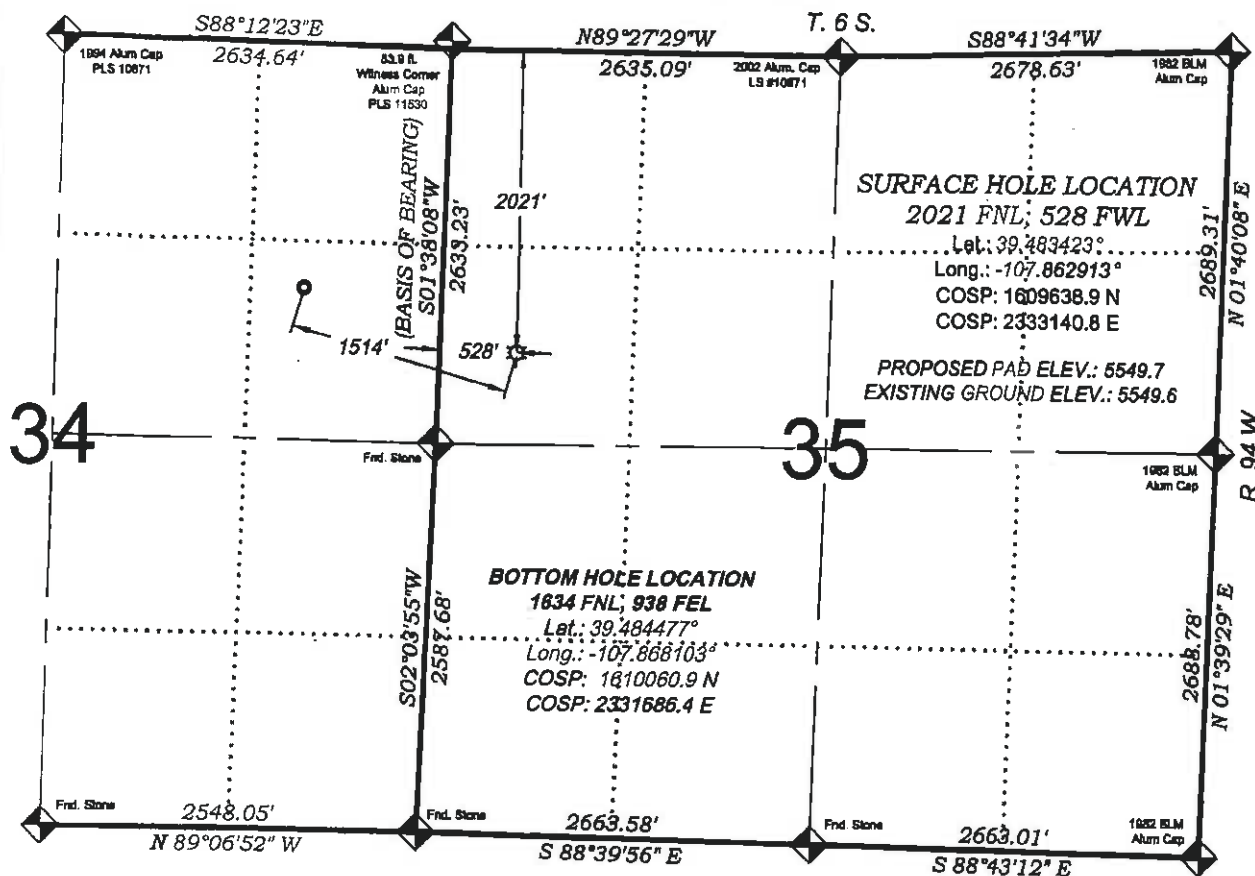 S88°12'23"E
2634.64'
1994 Alum Cap
PLS 10871
83.9 ft.
Witness Corner
Alum Cap
PLS 11530
N89°27'29"W
2635.09'
T. 6 S.
2002 Alum. Cap
LS #10871
S88°41'34"W
2678.63'
1982 BLM
Alum Cap
(BASIS OF BEARING)
S01°38'08"W
2633.23'
2021'
SURFACE HOLE LOCATION
2021 FNL; 528 FWL
Lat.: 39.483423°
Long.: -107.862913°
COSP: 1609638.9 N
COSP: 2333140.8 E
PROPOSED PAD ELEV.: 5549.7
EXISTING GROUND ELEV.: 5549.6
2689.31'
N 01°40'08" E
1514'
528'
34
Fnd. Stone
35
1982 BLM
Alum Cap
R. 94 W.
BOTTOM HOLE LOCATION
1634 FNL; 938 FEL
Lat.: 39.484477°
Long.: -107.868103°
COSP: 1610060.9 N
COSP: 2331686.4 E
S02°03'55"W
2587.68'
2688.78'
N 01°39'29" E
Fnd. Stone
2548.05'
N 89°06'52" W
Fnd. Stone
2663.58'
S 88°39'56" E
Fnd. Stone
2663.01'
S 88°43'12" E
1982 BLM
Alum Cap